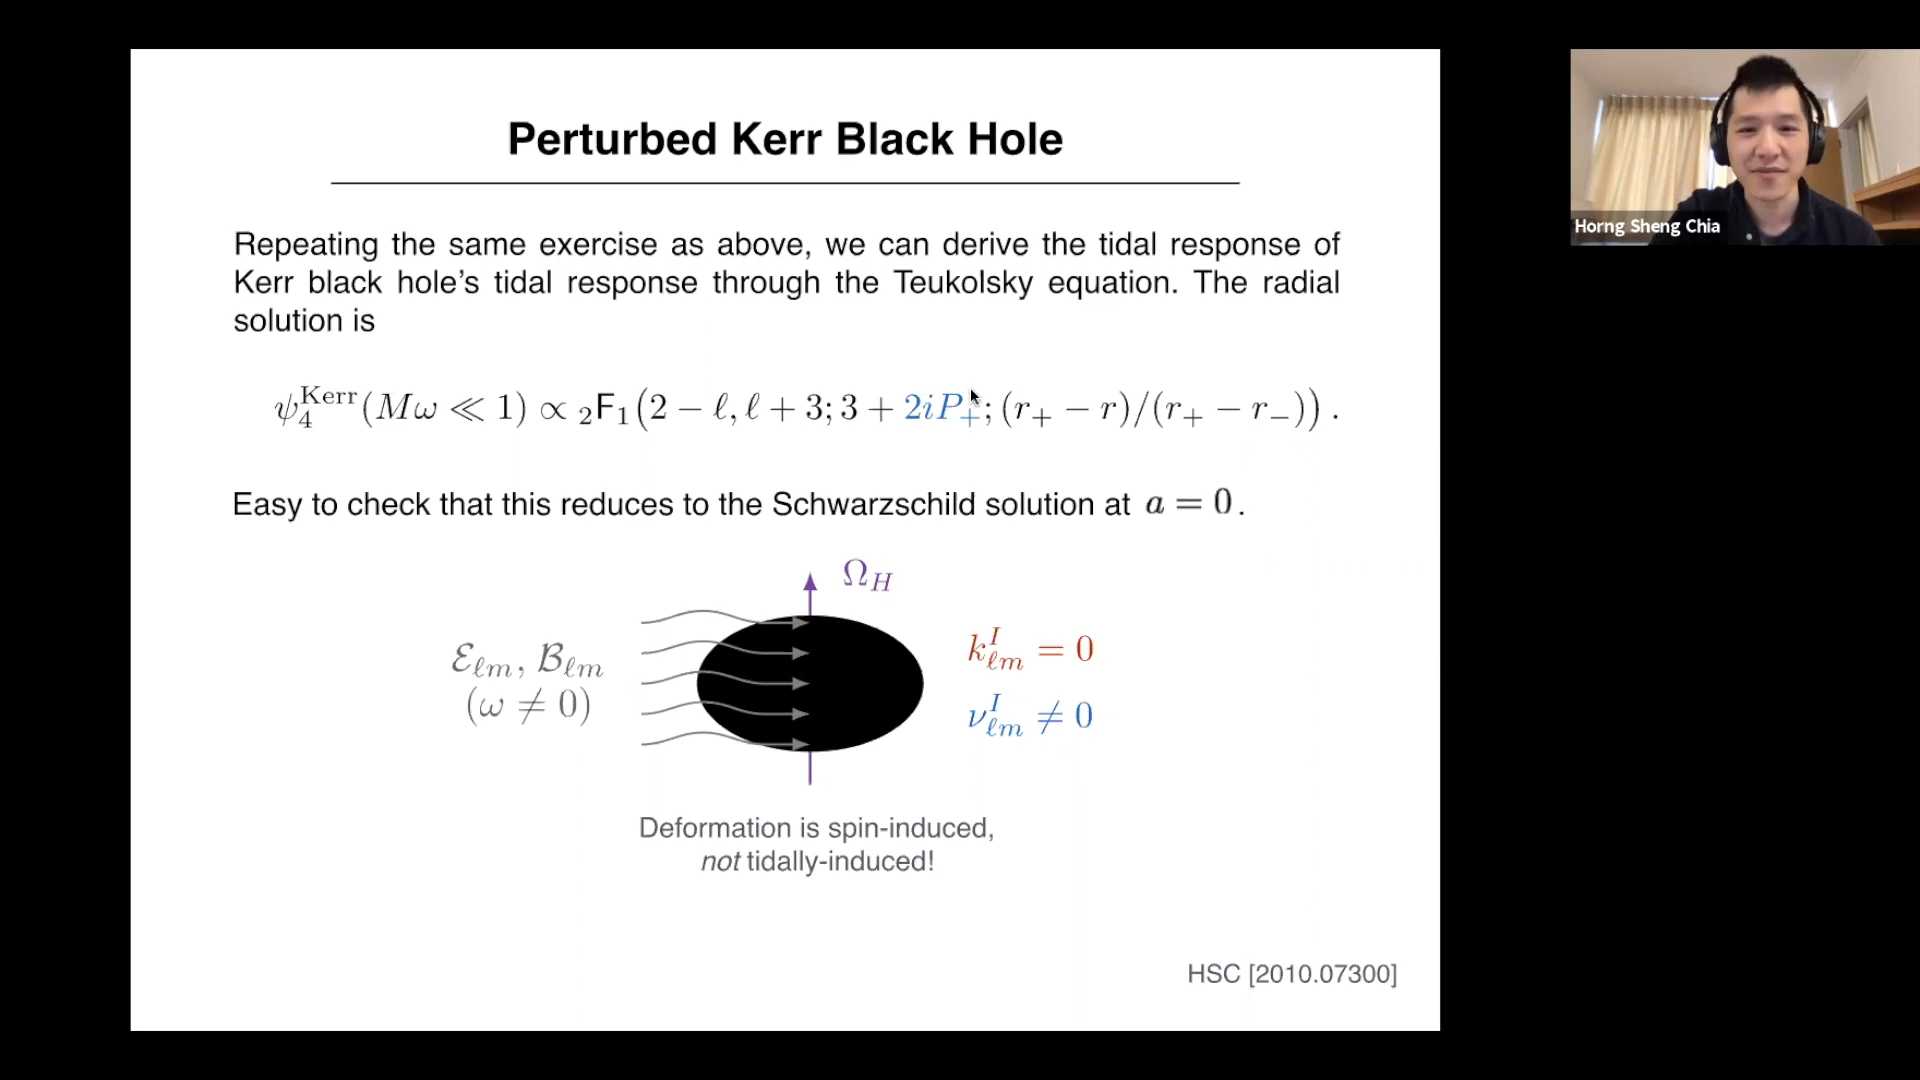 Perturbed Kerr Black Hole
Repeating the same exercise as above, we can derive the tidal response of
Kerr black hole's tidal response through the Teukolsky equation. The radial
solution is
ψ₄ᴷᵉʳʳ(Mω ≪ 1) ∝ ₂F₁(2 − ℓ, ℓ + 3; 3 + 2iP₊; (r₊ − r)/(r₊ − r₋)) .
Easy to check that this reduces to the Schwarzschild solution at a = 0.
Ω_H
ℰ_ℓm, ℬ_ℓm
(ω ≠ 0)
k^I_ℓm = 0
ν^I_ℓm ≠ 0
Deformation is spin-induced,
not tidally-induced!
HSC [2010.07300]
Horng Sheng Chia